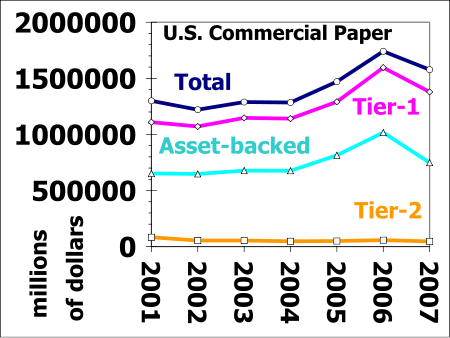 U.S. Commercial Paper
2000000
1500000
1000000
500000
0
Total
Tier-1
Asset-backed
Tier-2
millions
of dollars
2001
2002
2003
2004
2005
2006
2007